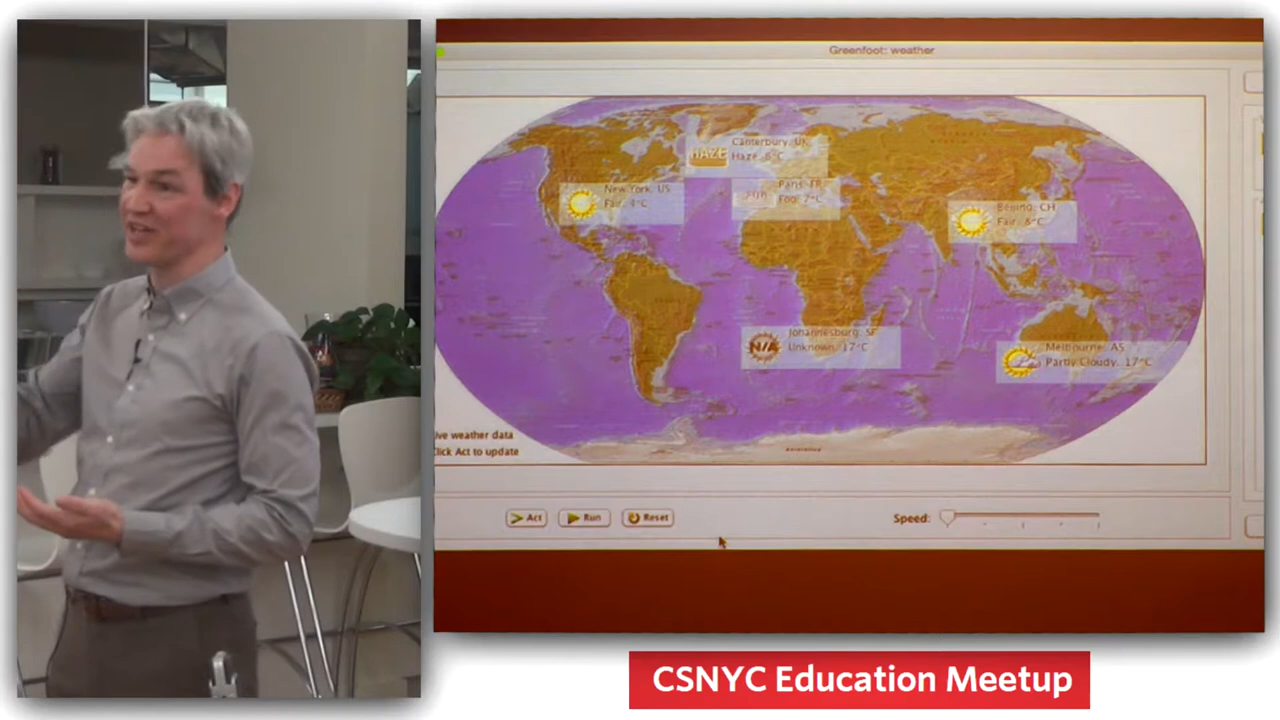 Greenfoot: weather
Canterbury, UK
HAZE
Haze, 6°C
New York, US
Fair, 4°C
Paris, FR
Fog, 7°C
Beijing, CH
Fair, 6°C
Johannesburg, SF
N/A
Unknown, 17°C
Melbourne, AS
Partly Cloudy, 17°C
ive weather data
Click Act to update
Act
Run
Reset
Speed:
CSNYC Education Meetup